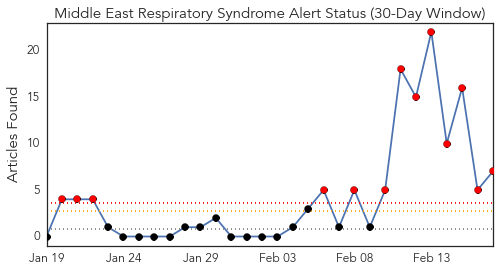 Middle East Respiratory Syndrome Alert Status (30-Day Window)
Articles Found
20
15
10
5
0
Jan 19 Jan 24 Jan 29 Feb 03 Feb 08 Feb 13